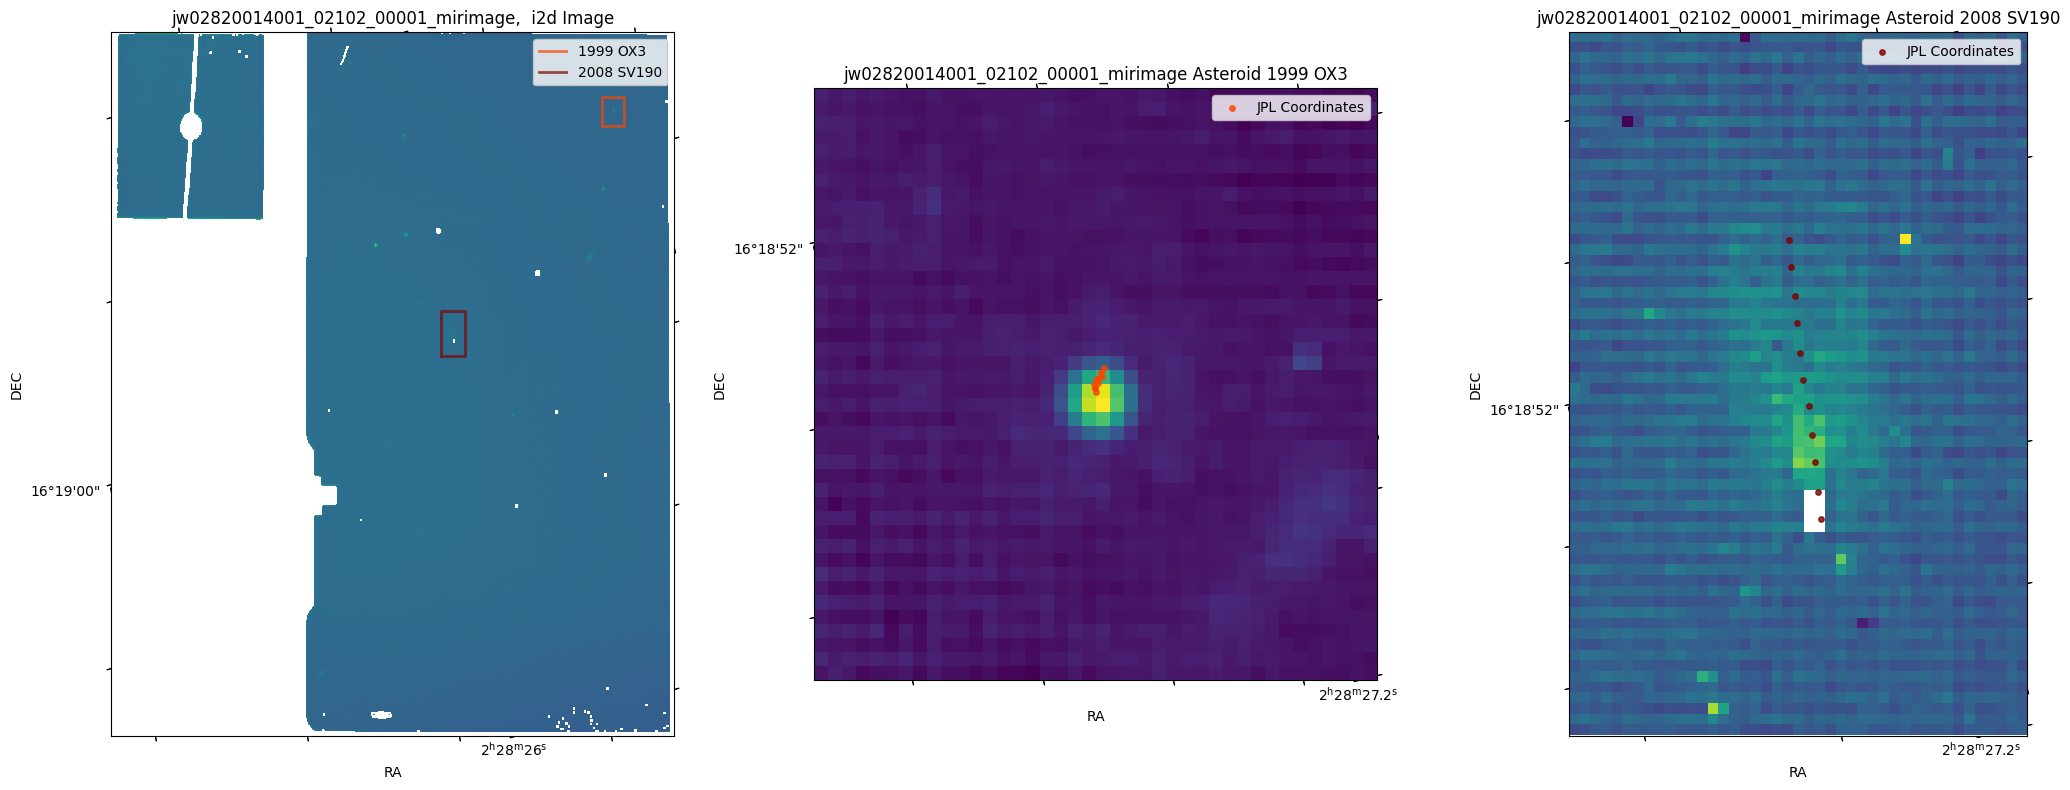 jw02820014001_02102_00001_mirimage,  i2d Image
1999 OX3
2008 SV190
DEC
16°19'00"
2ʰ28ᵐ26ˢ
RA
jw02820014001_02102_00001_mirimage Asteroid 1999 OX3
JPL Coordinates
DEC
16°18'52"
2ʰ28ᵐ27.2ˢ
RA
jw02820014001_02102_00001_mirimage Asteroid 2008 SV190
JPL Coordinates
DEC
16°18'52"
2ʰ28ᵐ27.2ˢ
RA